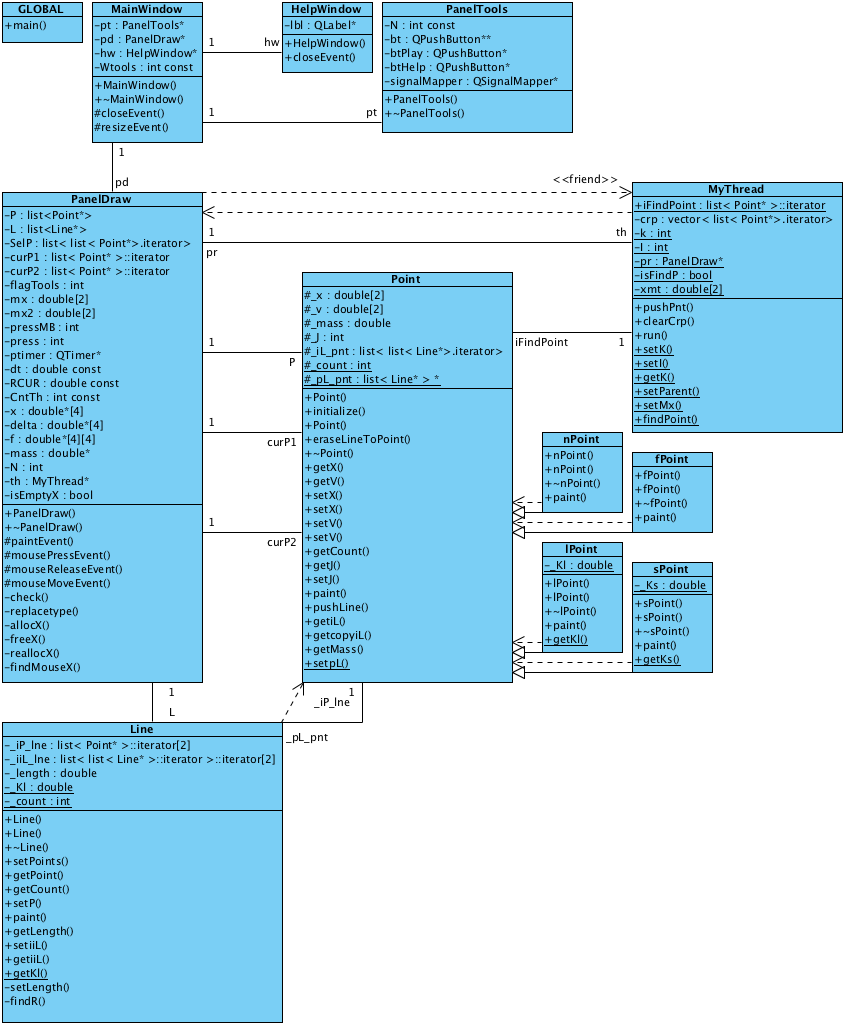 GLOBAL
+main()
MainWindow
-pt : PanelTools*
-pd : PanelDraw*
-hw : HelpWindow*
-Wtools : int const
+MainWindow()
+~MainWindow()
#closeEvent()
#resizeEvent()
1
hw
HelpWindow
-lbl : QLabel*
+HelpWindow()
+closeEvent()
PanelTools
-N : int const
-bt : QPushButton**
-btPlay : QPushButton*
-btHelp : QPushButton*
-signalMapper : QSignalMapper*
+PanelTools()
+~PanelTools()
1
pt
1
pd
PanelDraw
-P : list<Point*>
-L : list<Line*>
-SelP : list< list< Point*>.iterator>
-curP1 : list< Point* >::iterator
-curP2 : list< Point* >::iterator
-flagTools : int
-mx : double[2]
-mx2 : double[2]
-pressMB : int
-press : int
-ptimer : QTimer*
-dt : double const
-RCUR : double const
-CntTh : int const
-x : double*[4]
-delta : double*[4]
-f : double*[4][4]
-mass : double*
-N : int
-th : MyThread*
-isEmptyX : bool
+PanelDraw()
+~PanelDraw()
#paintEvent()
#mousePressEvent()
#mouseReleaseEvent()
#mouseMoveEvent()
-check()
-replacetype()
-allocX()
-freeX()
-reallocX()
-findMouseX()
<<friend>>
1
th
pr
MyThread
+iFindPoint : list< Point* >::iterator
-crp : vector< list< Point*>.iterator>
-k : int
-l : int
-pr : PanelDraw*
-isFindP : bool
-xmt : double[2]
+pushPnt()
+clearCrp()
+run()
+setK()
+setl()
+getK()
+setParent()
+setMx()
+findPoint()
Point
#_x : double[2]
#_v : double[2]
#_mass : double
#_J : int
#_iL_pnt : list< list< Line*>.iterator>
#_count : int
#_pL_pnt : list< Line* > *
+Point()
+initialize()
+Point()
+eraseLineToPoint()
+~Point()
+getX()
+getV()
+setX()
+setX()
+setV()
+setV()
+getCount()
+getJ()
+setJ()
+paint()
+pushLine()
+getiL()
+getcopyiL()
+getMass()
+setpL()
iFindPoint
1
1
P
1
curP1
1
curP2
nPoint
+nPoint()
+nPoint()
+~nPoint()
+paint()
fPoint
+fPoint()
+fPoint()
+~fPoint()
+paint()
lPoint
-_Kl : double
+lPoint()
+lPoint()
+~lPoint()
+paint()
+getKl()
sPoint
-_Ks : double
+sPoint()
+sPoint()
+~sPoint()
+paint()
+getKs()
1
L
1
_iP_lne
_pL_pnt
Line
-_iP_lne : list< Point* >::iterator[2]
-_iiL_lne : list< list< Line* >::iterator >::iterator[2]
-_length : double
-_Kl : double
-_count : int
+Line()
+Line()
+~Line()
+setPoints()
+getPoint()
+getCount()
+setP()
+paint()
+getLength()
+setiiL()
+getiiL()
+getKl()
-setLength()
-findR()